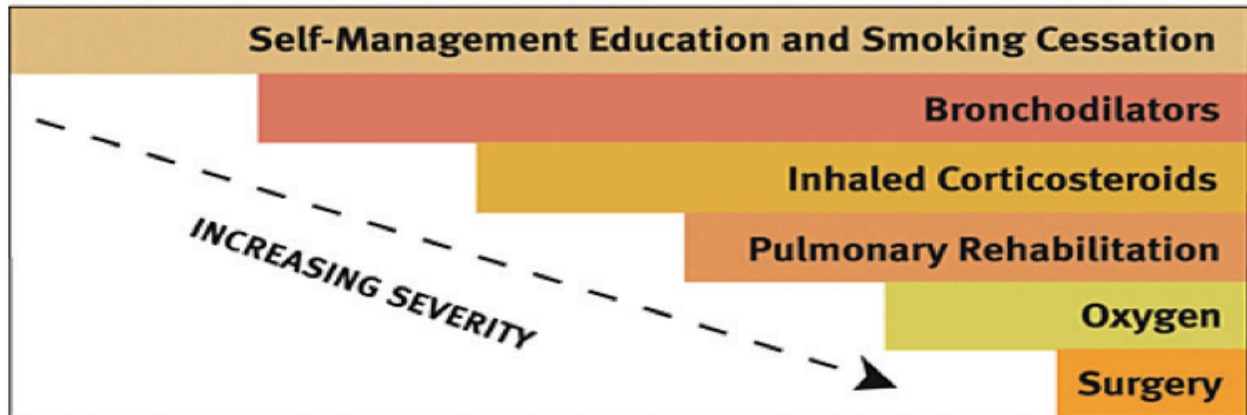 Self-Management Education and Smoking Cessation
Bronchodilators
Inhaled Corticosteroids
Pulmonary Rehabilitation
Oxygen
Surgery
INCREASING SEVERITY